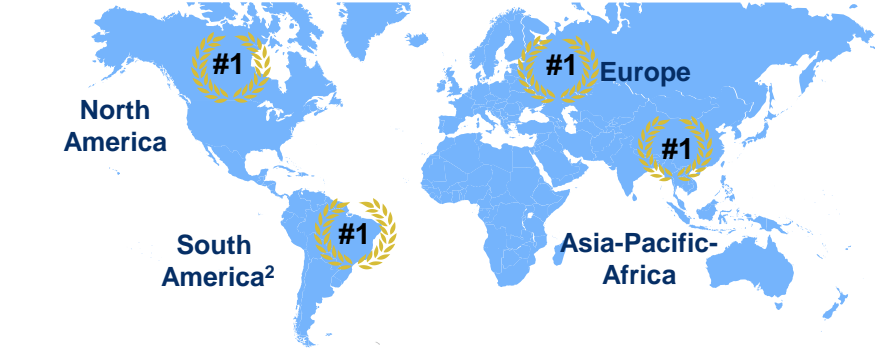 #1
North
America
#1
Europe
#1
#1
South
America²
Asia-Pacific-
Africa